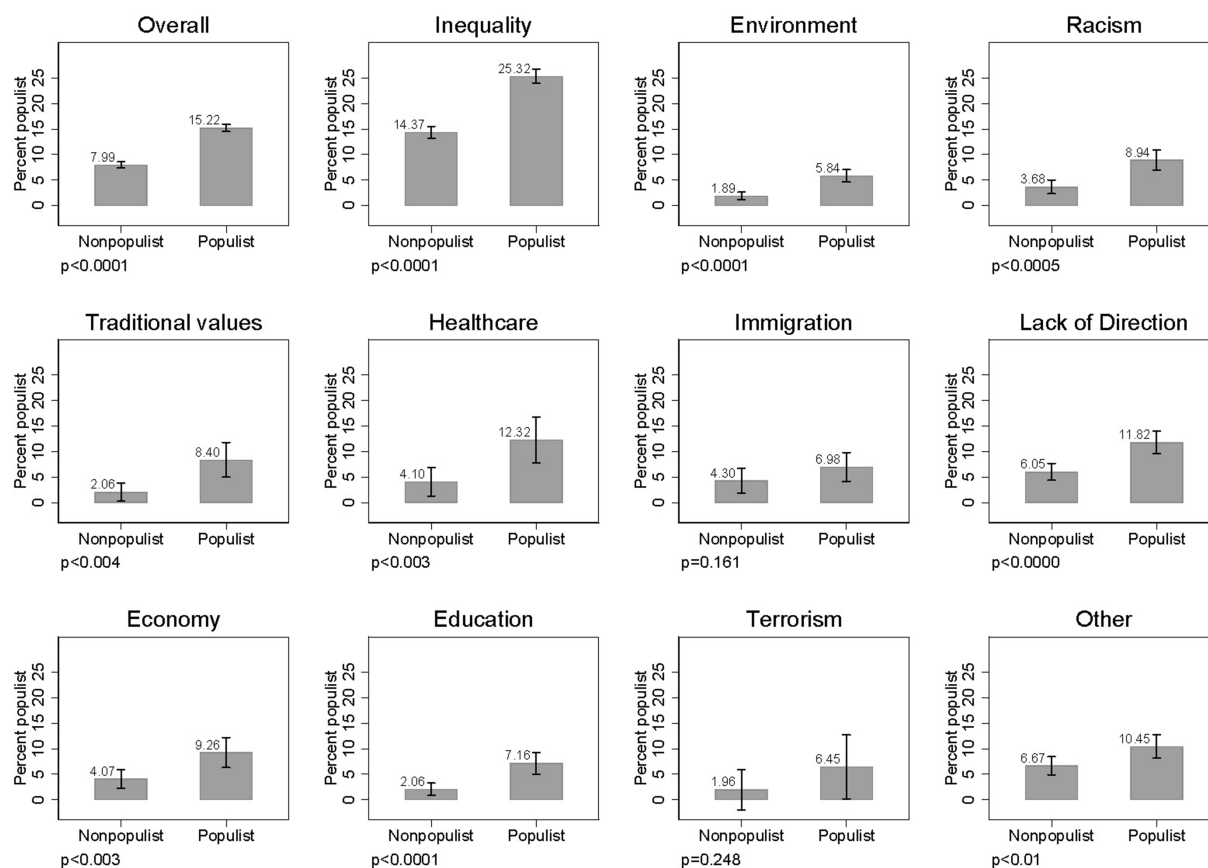 Overall
Inequality
Environment
Racism
Percent populist
0 5 10 15 20 25
7.99
15.22
Nonpopulist Populist
p<0.0001
Percent populist
0 5 10 15 20 25
14.37
25.32
Nonpopulist Populist
p<0.0001
Percent populist
0 5 10 15 20 25
1.89
5.84
Nonpopulist Populist
p<0.0001
Percent populist
0 5 10 15 20 25
3.68
8.94
Nonpopulist Populist
p<0.0005
Traditional values
Healthcare
Immigration
Lack of Direction
Percent populist
0 5 10 15 20 25
2.06
8.40
Nonpopulist Populist
p<0.004
Percent populist
0 5 10 15 20 25
4.10
12.32
Nonpopulist Populist
p<0.003
Percent populist
0 5 10 15 20 25
4.30
6.98
Nonpopulist Populist
p=0.161
Percent populist
0 5 10 15 20 25
6.05
11.82
Nonpopulist Populist
p<0.0000
Economy
Education
Terrorism
Other
Percent populist
0 5 10 15 20 25
4.07
9.26
Nonpopulist Populist
p<0.003
Percent populist
0 5 10 15 20 25
2.06
7.16
Nonpopulist Populist
p<0.0001
Percent populist
0 5 10 15 20 25
1.96
6.45
Nonpopulist Populist
p=0.248
Percent populist
0 5 10 15 20 25
6.67
10.45
Nonpopulist Populist
p<0.01